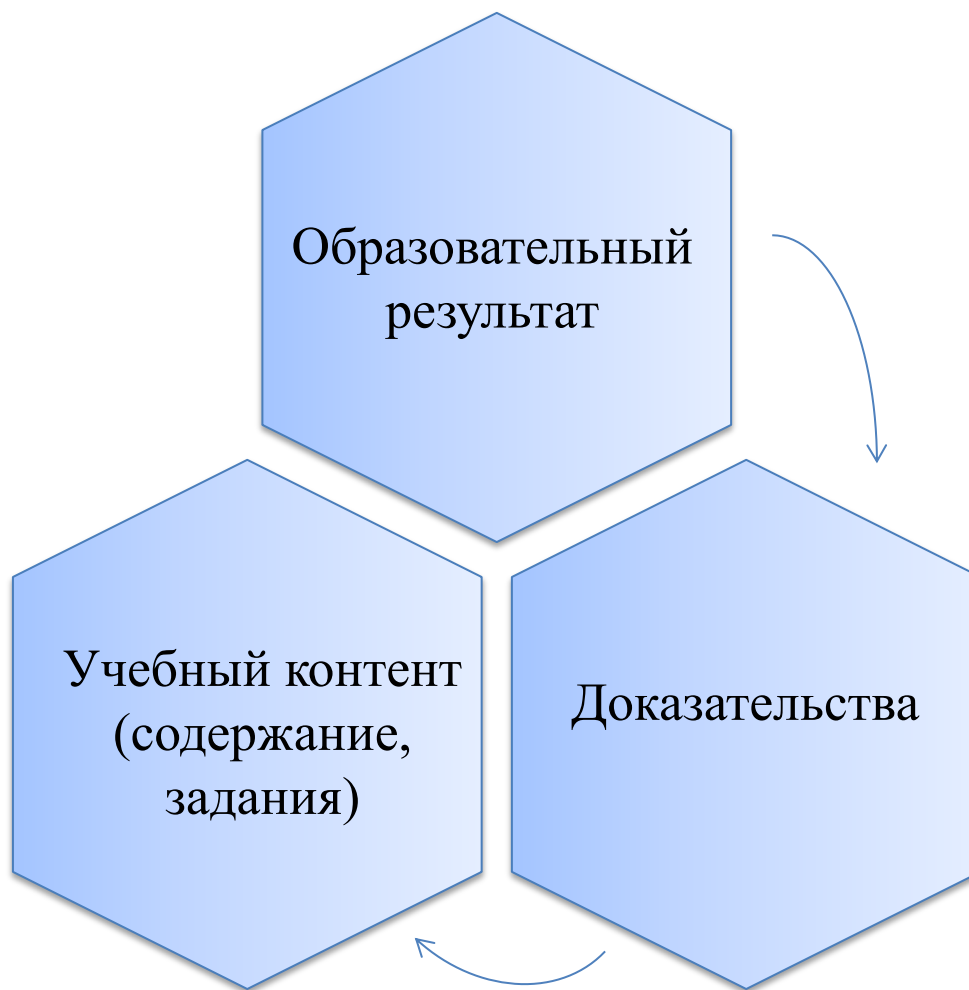 Образовательный
результат
Учебный контент
(содержание,
задания)
Доказательства